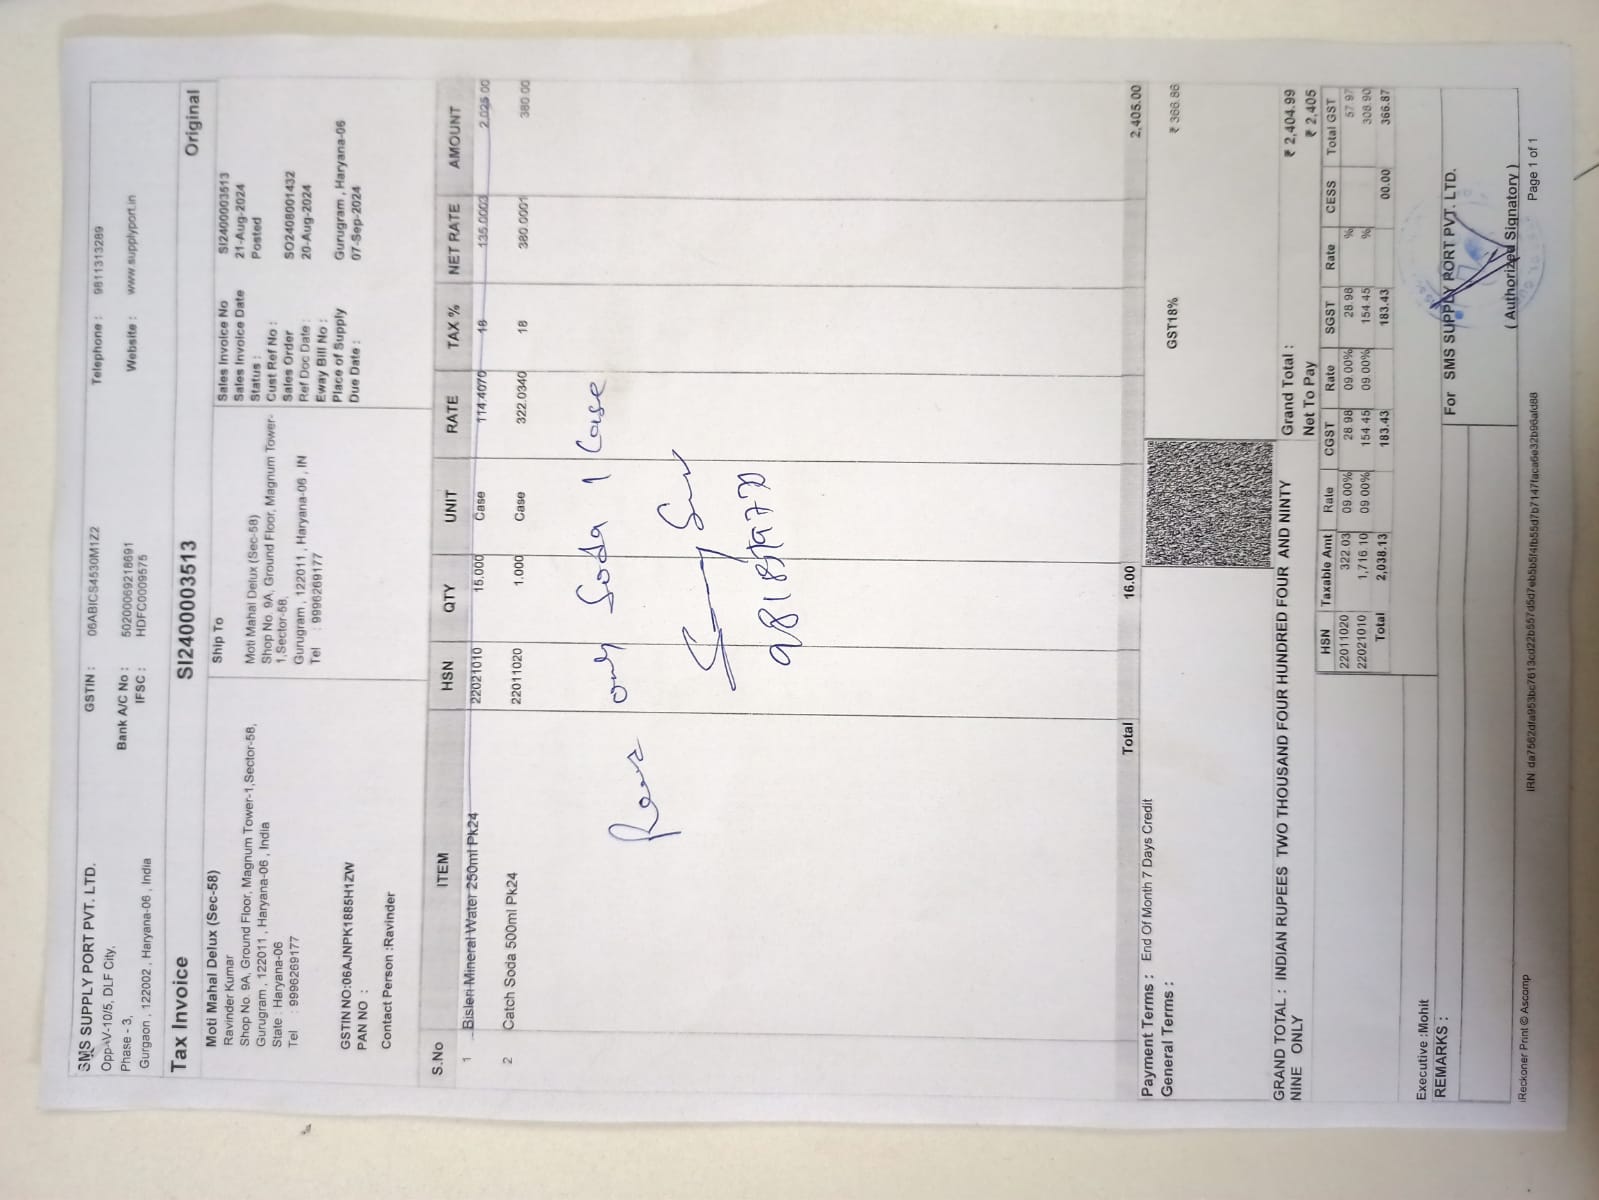 SMS SUPPLY PORT PVT. LTD.
Opp-V-10/5, DLF City,
Phase - 3,
Gurgaon , 122002 , Haryana-06 , India
GSTIN : 06ABICS4530M1Z2
Bank A/C No : 50200069218691
IFSC : HDFC0009575
Telephone : 9811313289
Website : www.supplyport.in
Tax Invoice SI2400003513 Original
Moti Mahal Delux (Sec-58)
Ravinder Kumar
Shop No. 9A, Ground Floor, Magnum Tower-1,Sector-58,
Gurugram , 122011 , Haryana-06 , India
State : Haryana-06
Tel : 9996269177
GSTIN NO:06AJNPK1885H1ZW
PAN NO :
Contact Person :Ravinder
Ship To
Moti Mahal Delux (Sec-58)
Shop No. 9A, Ground Floor, Magnum Tower-
1,Sector-58,
Gurugram , 122011 , Haryana-06 , IN
Tel : 9996269177
Sales Invoice No SI2400003513
Sales Invoice Date 21-Aug-2024
Status : Posted
Cust Ref No :
Sales Order SO2408001432
Ref Doc Date : 20-Aug-2024
Eway Bill No :
Place of Supply Gurugram , Haryana-06
Due Date : 07-Sep-2024
S.No ITEM HSN QTY UNIT RATE TAX % NET RATE AMOUNT
1 Bisleri Mineral Water 250ml Pk24 22021010 15.000 Case 114.4070 18 135.0003 2,025.00
2 Catch Soda 500ml Pk24 22011020 1.000 Case 322.0340 18 380.0001 380.00
only Soda 1 Case
Total 16.00 2,405.00
Payment Terms : End Of Month 7 Days Credit
General Terms :
GST18% ₹ 366.86
GRAND TOTAL : INDIAN RUPEES TWO THOUSAND FOUR HUNDRED FOUR AND NINTY
NINE ONLY
Grand Total : ₹ 2,404.99
Net To Pay ₹ 2,405
HSN Taxable Amt Rate CGST Rate SGST Rate CESS Total GST
22011020 322.03 09.00% 28.98 09.00% 28.98 % 57.97
22021010 1,716.10 09.00% 154.45 09.00% 154.45 % 308.90
Total 2,038.13 183.43 183.43 00.00 366.87
Executive :Mohit
REMARKS :
For SMS SUPPLY PORT PVT. LTD.
( Authorized Signatory )
iReckoner Print © Ascomp
Page 1 of 1